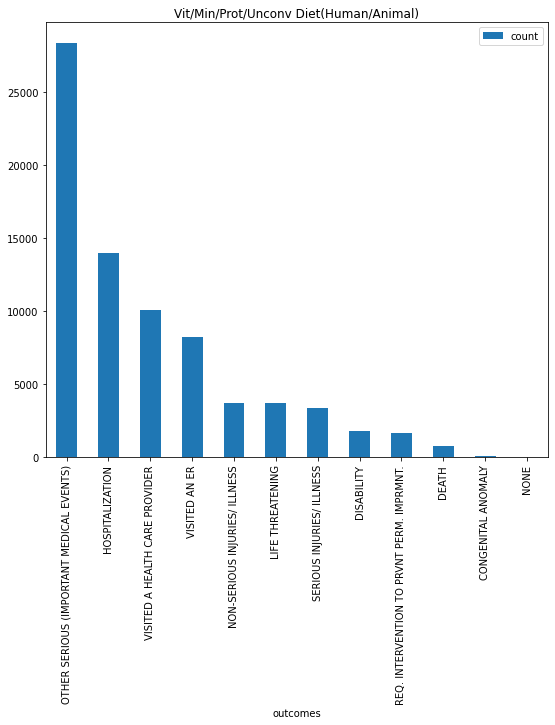 Vit/Min/Prot/Unconv Diet(Human/Animal)
count
25000
20000
15000
10000
5000
0
OTHER SERIOUS (IMPORTANT MEDICAL EVENTS)
HOSPITALIZATION
VISITED A HEALTH CARE PROVIDER
VISITED AN ER
NON-SERIOUS INJURIES/ ILLNESS
LIFE THREATENING
SERIOUS INJURIES/ ILLNESS
DISABILITY
REQ. INTERVENTION TO PRVNT PERM. IMPRMNT.
DEATH
CONGENITAL ANOMALY
NONE
outcomes